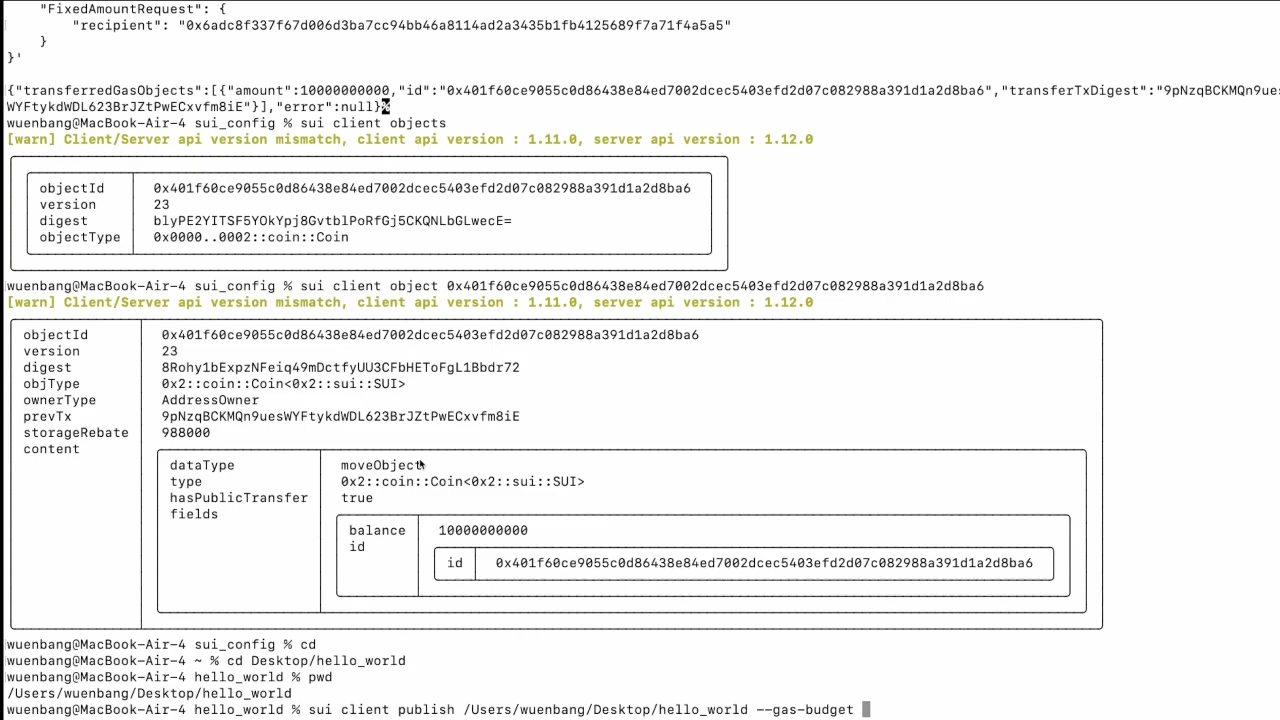 "FixedAmountRequest": {
"recipient": "0x6adc8f337f67d006d3ba7cc94bb46a8114ad2a3435b1fb4125689f7a71f4a5a5"
}
}'
{"transferredGasObjects":[{"amount":10000000000,"id":"0x401f60ce9055c0d86438e84ed7002dcec5403efd2d07c082988a391d1a2d8ba6","transferTxDigest":"9pNzqBCKMQn9ues
WYFtykdWDL623BrJZtPwECxvfm8iE"}],"error":null}%
wuenbang@MacBook-Air-4 sui_config % sui client objects
[warn] Client/Server api version mismatch, client api version : 1.11.0, server api version : 1.12.0
objectId 0x401f60ce9055c0d86438e84ed7002dcec5403efd2d07c082988a391d1a2d8ba6
version 23
digest blyPE2YITSF5YOkYpj8GvtblPoRfGj5CKQNLbGLwecE=
objectType 0x0000..0002::coin::Coin
wuenbang@MacBook-Air-4 sui_config % sui client object 0x401f60ce9055c0d86438e84ed7002dcec5403efd2d07c082988a391d1a2d8ba6
[warn] Client/Server api version mismatch, client api version : 1.11.0, server api version : 1.12.0
objectId 0x401f60ce9055c0d86438e84ed7002dcec5403efd2d07c082988a391d1a2d8ba6
version 23
digest 8Rohy1bExpzNFeiq49mDctfyUU3CFbHEToFgL1Bbdr72
objType 0x2::coin::Coin<0x2::sui::SUI>
ownerType AddressOwner
prevTx 9pNzqBCKMQn9uesWYFtykdWDL623BrJZtPwECxvfm8iE
storageRebate 988000
content
dataType moveObject
type 0x2::coin::Coin<0x2::sui::SUI>
hasPublicTransfer true
fields
balance 10000000000
id
id 0x401f60ce9055c0d86438e84ed7002dcec5403efd2d07c082988a391d1a2d8ba6
wuenbang@MacBook-Air-4 sui_config % cd
wuenbang@MacBook-Air-4 ~ % cd Desktop/hello_world
wuenbang@MacBook-Air-4 hello_world % pwd
/Users/wuenbang/Desktop/hello_world
wuenbang@MacBook-Air-4 hello_world % sui client publish /Users/wuenbang/Desktop/hello_world --gas-budget